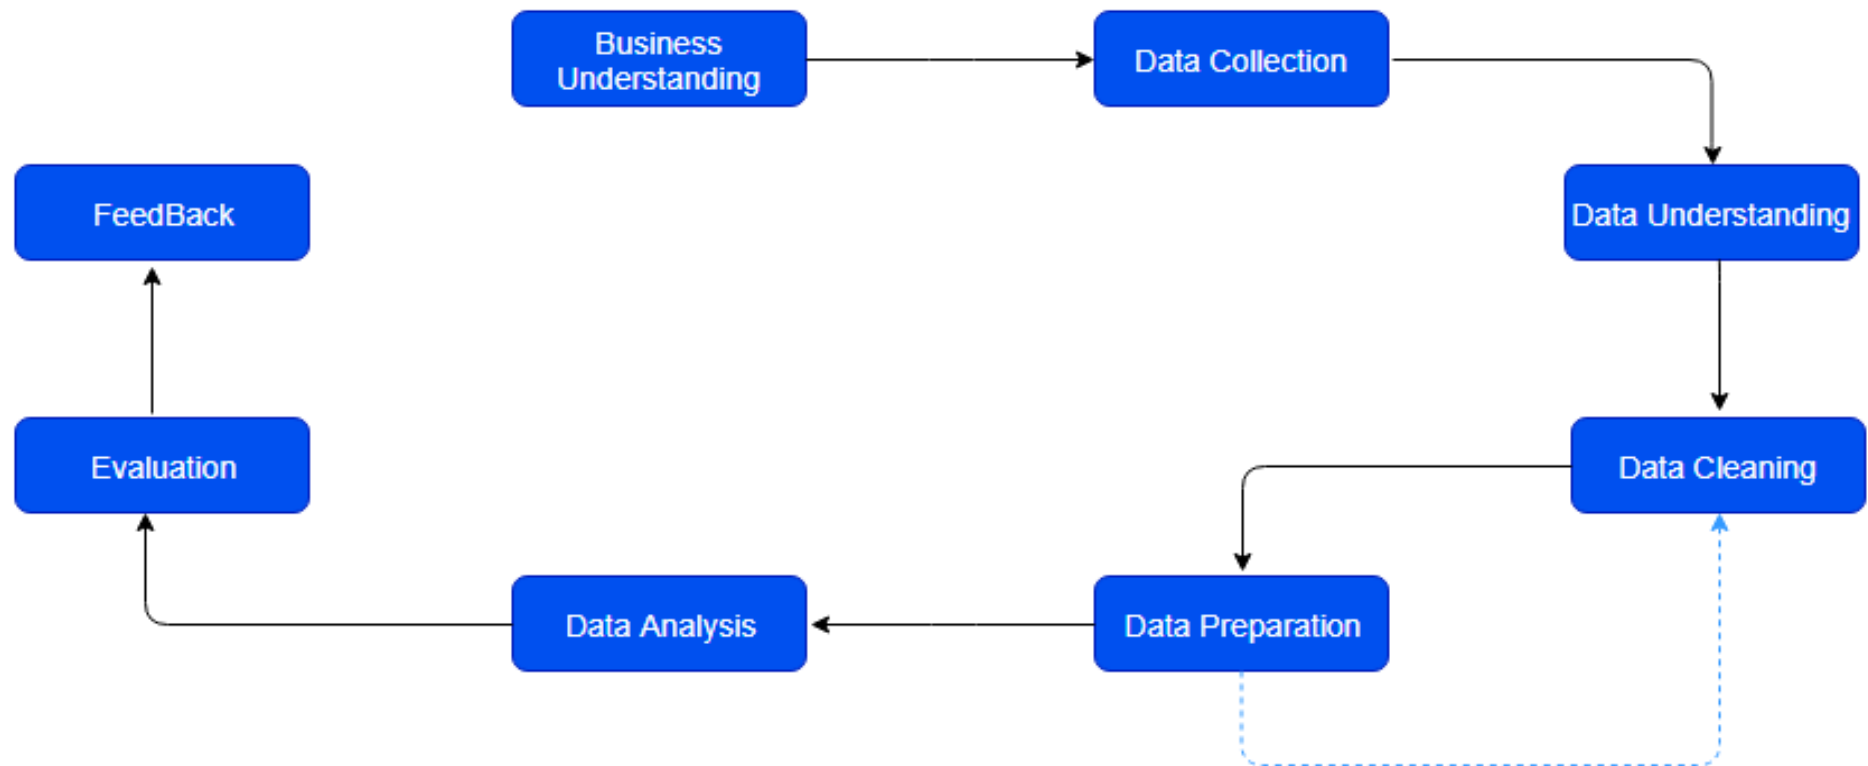 Business
Understanding
Data Collection
FeedBack
Data Understanding
Evaluation
Data Cleaning
Data Analysis
Data Preparation